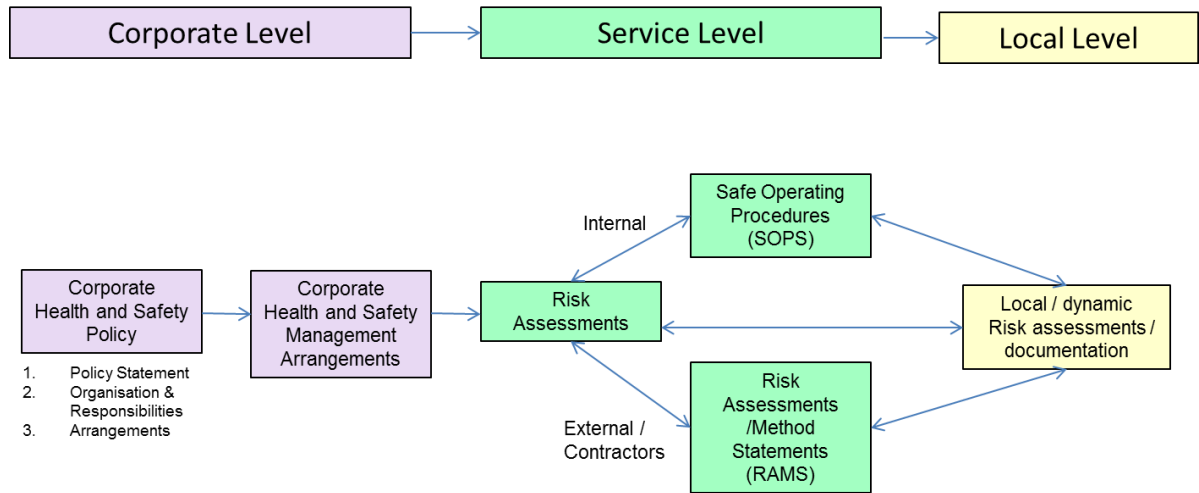 Corporate Level
Service Level
Local Level
Safe Operating
Procedures
(SOPS)
Internal
Corporate
Health and Safety
Policy
Corporate
Health and Safety
Management
Arrangements
Risk
Assessments
Local / dynamic
Risk assessments /
documentation
1. Policy Statement
2. Organisation &
Responsibilities
3. Arrangements
External /
Contractors
Risk
Assessments
/Method
Statements
(RAMS)